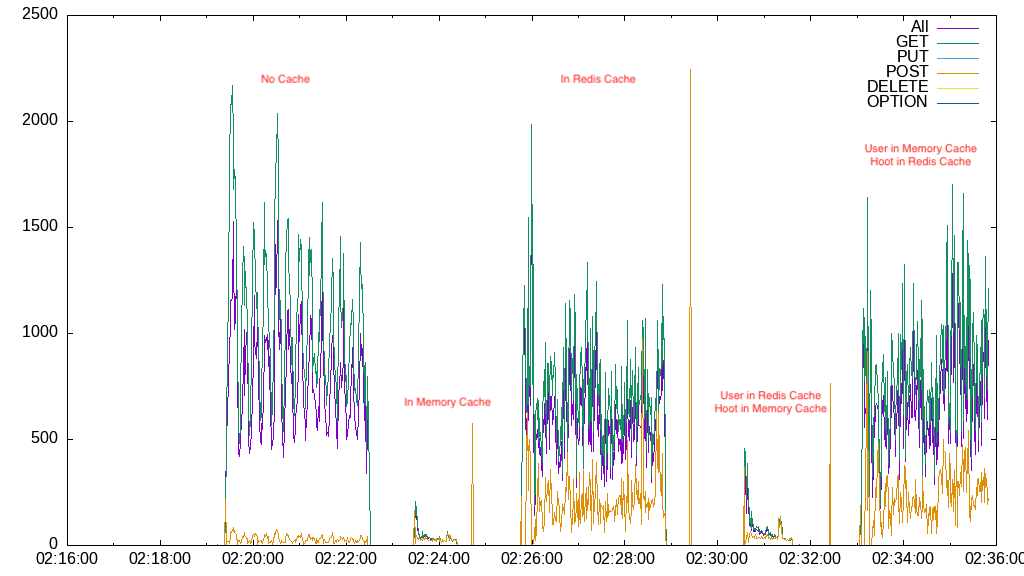 2500
2000
1500
1000
500
0
02:16:00
02:18:00
02:20:00
02:22:00
02:24:00
02:26:00
02:28:00
02:30:00
02:32:00
02:34:00
02:36:00
All
GET
PUT
POST
DELETE
OPTION
No Cache
In Memory Cache
In Redis Cache
User in Redis Cache
Hoot in Memory Cache
User in Memory Cache
Hoot in Redis Cache